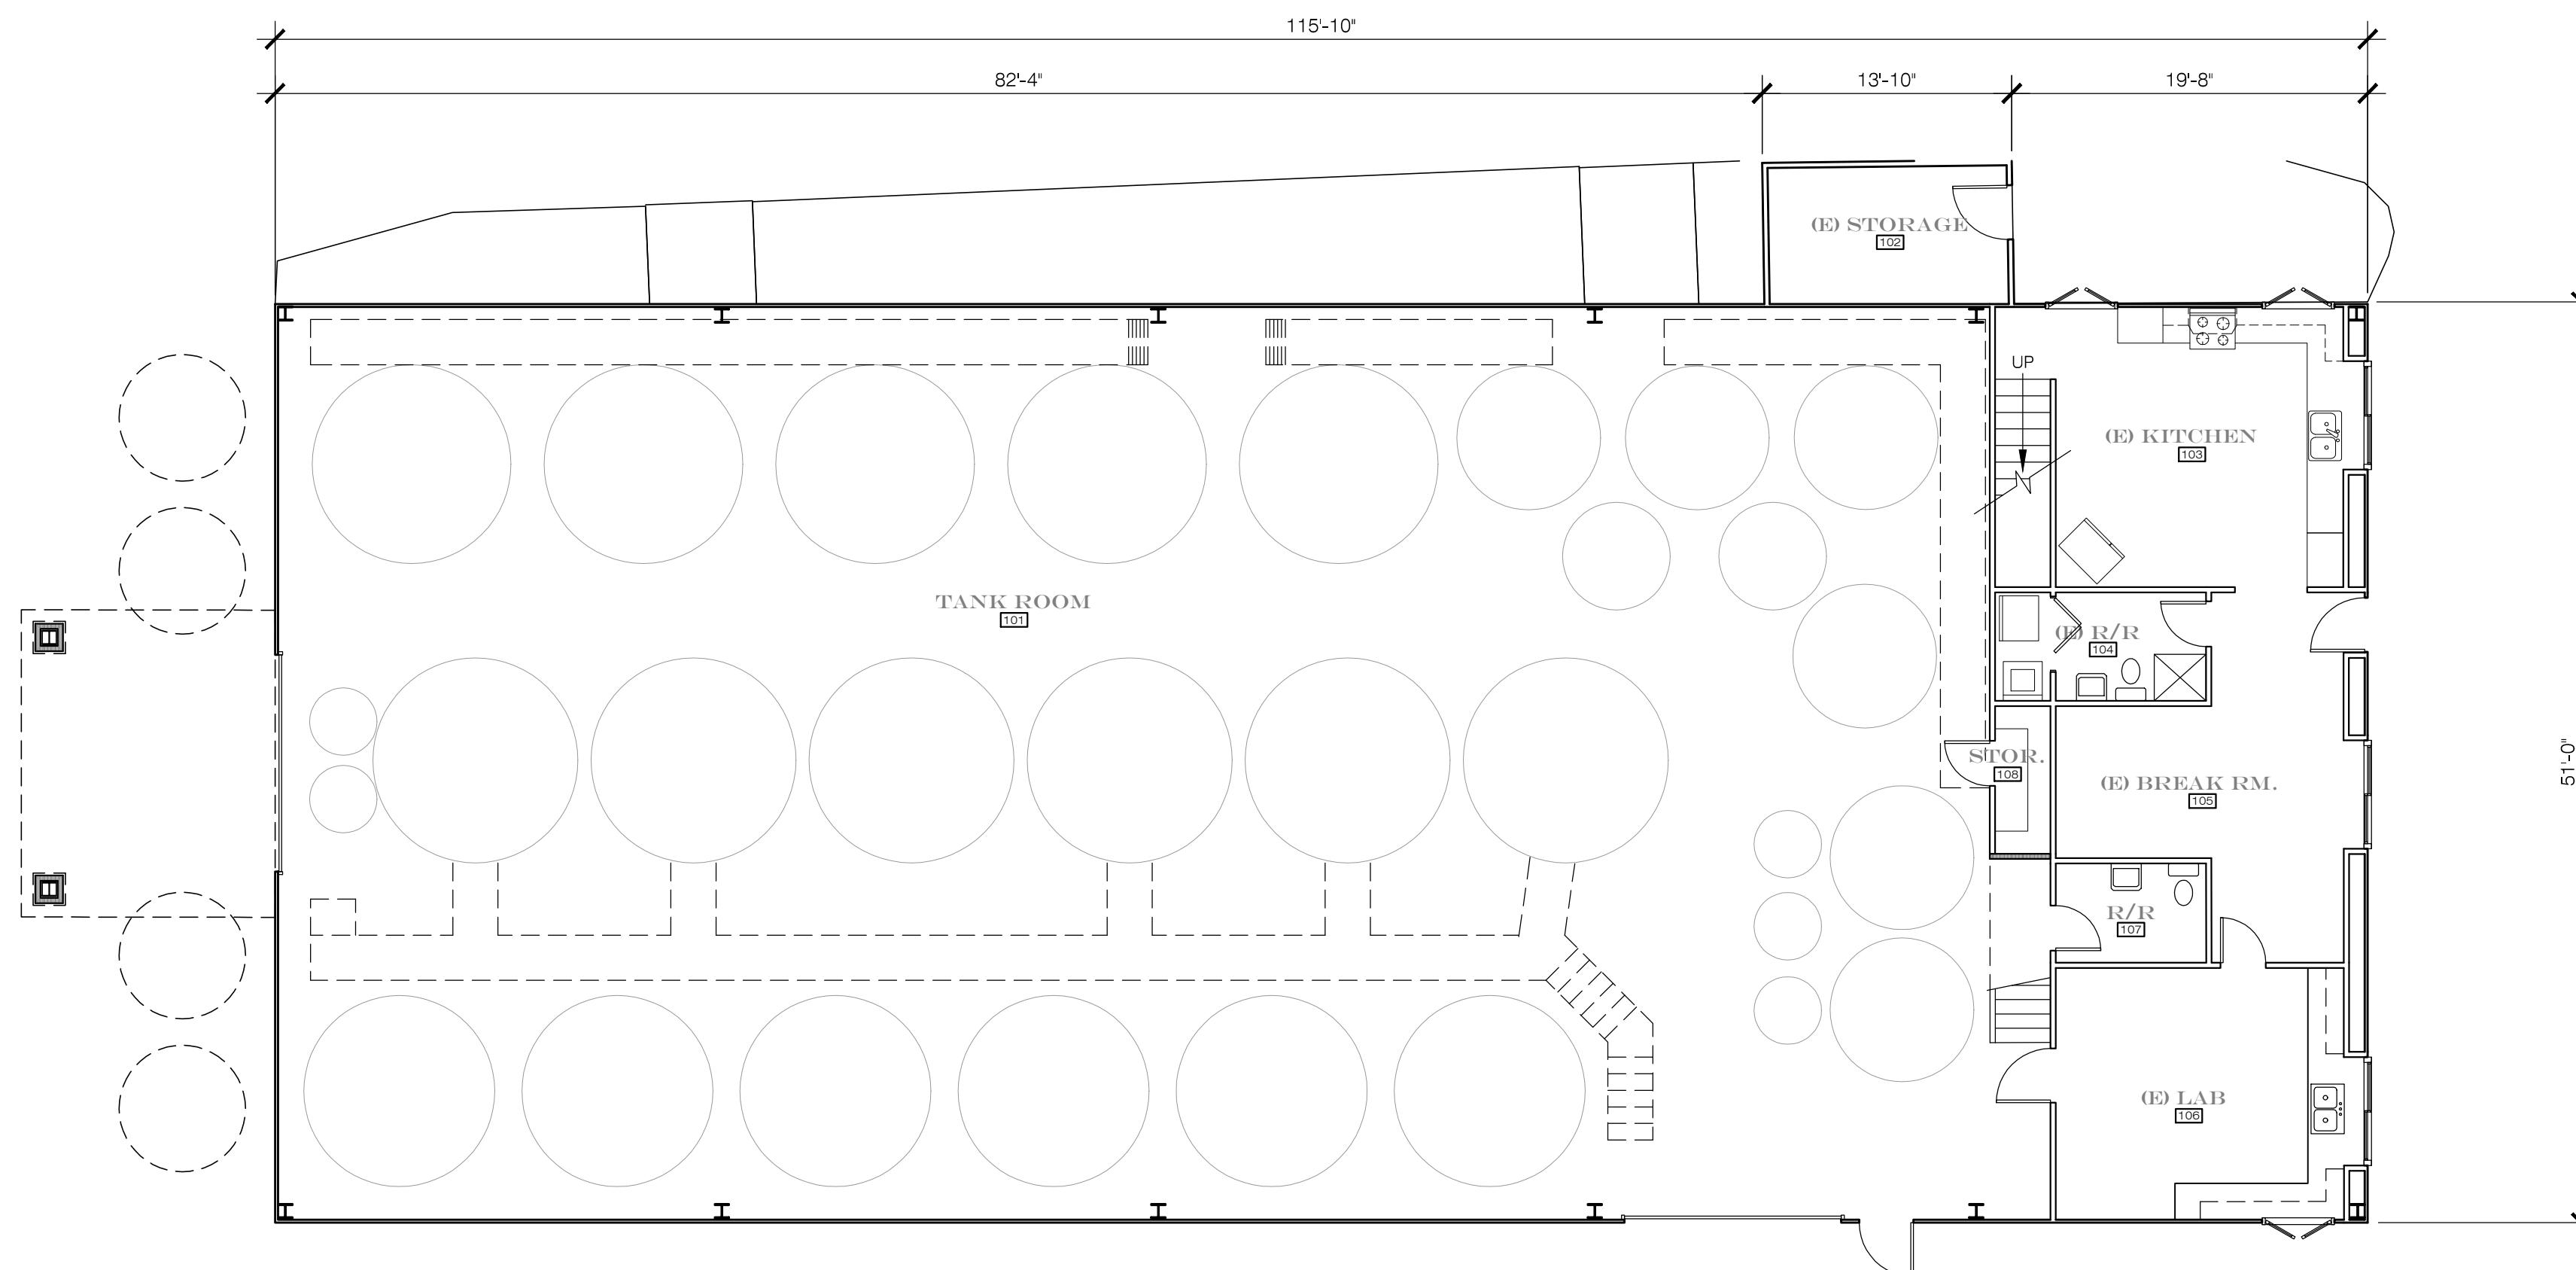 115'-10"
82'-4"
13'-10"
19'-8"
(E) STORAGE
102
UP
(E) KITCHEN
103
TANK ROOM
101
(E) R/R
104
STOR.
108
51'-0"
(E) BREAK RM.
105
R/R
107
(E) LAB
106